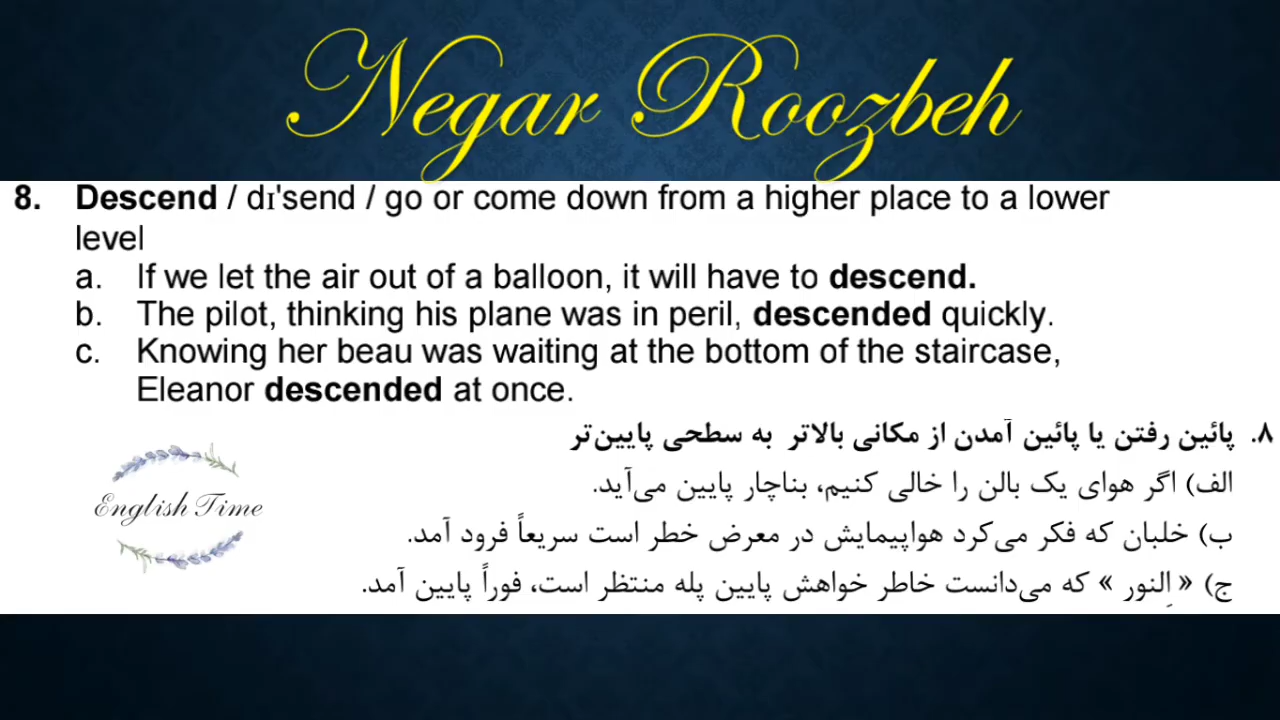 Negar Roozbeh
8. Descend / dɪ'send / go or come down from a higher place to a lower
level
a. If we let the air out of a balloon, it will have to descend.
b. The pilot, thinking his plane was in peril, descended quickly.
c. Knowing her beau was waiting at the bottom of the staircase,
Eleanor descended at once.
۸. پائین رفتن یا پائین آمدن از مکانی بالاتر به سطحی پایین‌تر
الف) اگر هوای یک بالن را خالی کنیم، بناچار پایین می‌آید.
ب) خلبان که فکر می‌کرد هواپیمایش در معرض خطر است سریعاً فرود آمد.
ج) « اِلنور » که می‌دانست خاطر خواهش پایین پله منتظر است، فوراً پایین آمد.
English Time